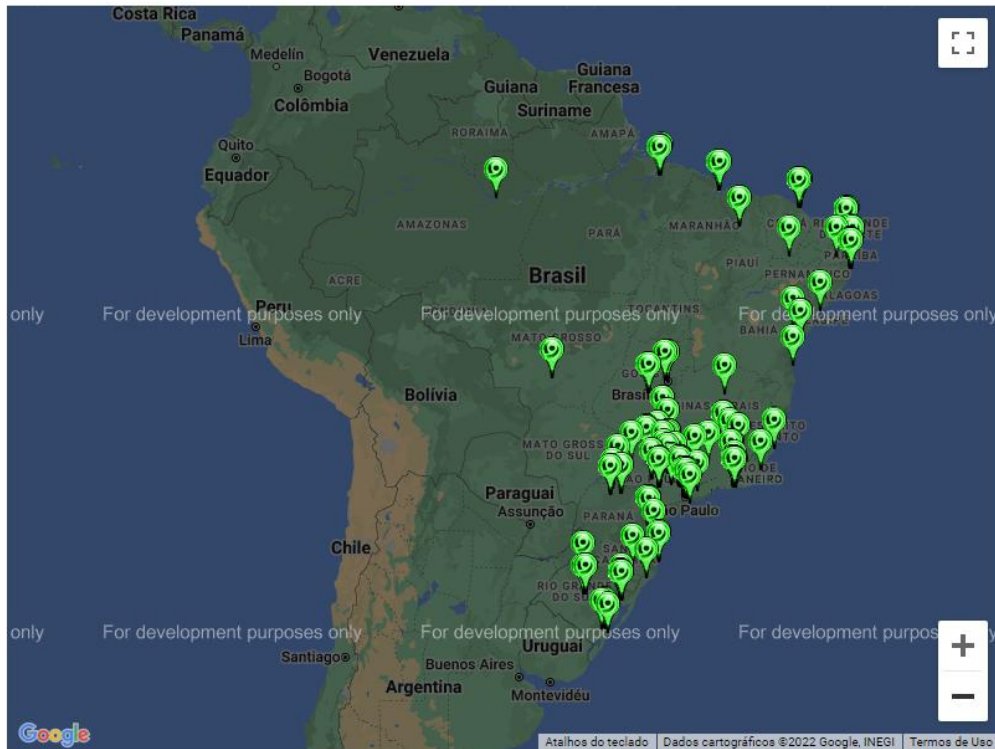 Costa Rica
Panamá
Medellín
Venezuela
Bogotá
Colômbia
Guiana
Guiana
Francesa
Suriname
RORAIMA
AMAPÁ
Quito
Equador
AMAZONAS
PARÁ
MARANHÃO
PIAUÍ
PERNAMBUCO
ALAGOAS
ACRE
Brasil
TOCANTINS
Peru
Lima
only
For development purposes only
For development purposes only
For development purposes only
BAHIA
MATO GROSSO
Bolívia
MATO GROSSO
DO SUL
Paraguai
Assunção
São Paulo
PARANÁ
Chile
RIO GRANDE
DO SUL
only
For development purposes only
For development purposes only
For development purposes only
Uruguai
Santiago
Buenos Aires
Argentina
Montevidéu
Google
Atalhos do teclado
Dados cartográficos ©2022 Google, INEGI
Termos de Uso